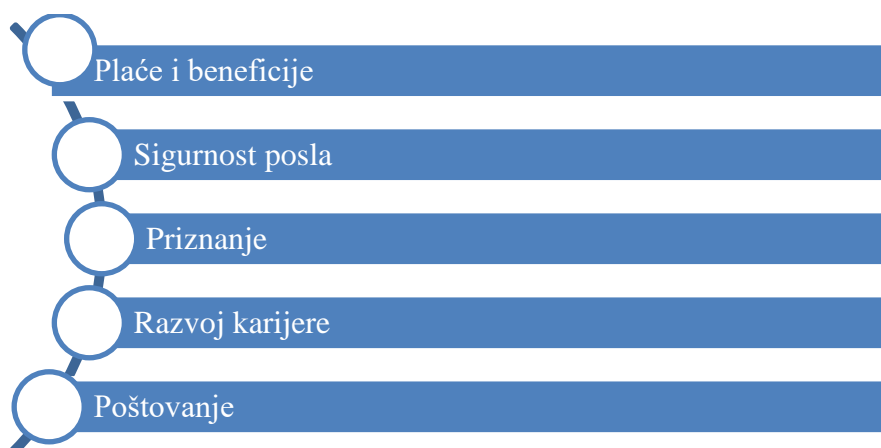 Plaće i beneficije
Sigurnost posla
Priznanje
Razvoj karijere
Poštovanje